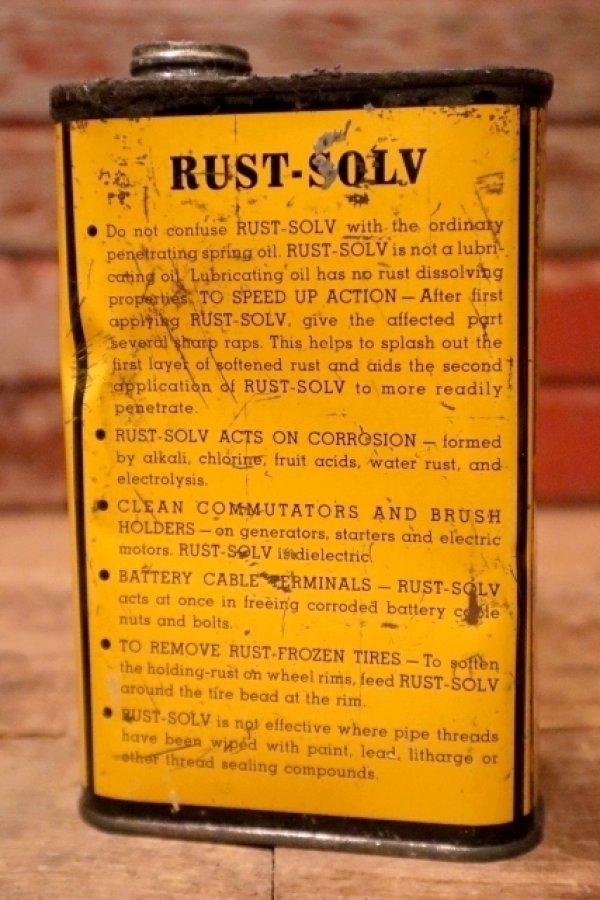 RUST-SOLV
• Do not confuse RUST-SOLV with the ordinary
penetrating spring oil. RUST-SOLV is not a lubri-
cating oil. Lubricating oil has no rust dissolving
properties. TO SPEED UP ACTION — After first
applying RUST-SOLV, give the affected part
several sharp raps. This helps to splash out the
first layer of softened rust and aids the second
application of RUST-SOLV to more readily
penetrate.
• RUST-SOLV ACTS ON CORROSION — formed
by alkali, chlorine, fruit acids, water rust, and
electrolysis.
• CLEAN COMMUTATORS AND BRUSH
HOLDERS — on generators, starters and electric
motors. RUST-SOLV is dielectric.
• BATTERY CABLE TERMINALS — RUST-SOLV
acts at once in freeing corroded battery cable
nuts and bolts.
• TO REMOVE RUST-FROZEN TIRES — To soften
the holding-rust on wheel rims, feed RUST-SOLV
around the tire bead at the rim.
• RUST-SOLV is not effective where pipe threads
have been wiped with paint, lead, litharge or
other thread sealing compounds.